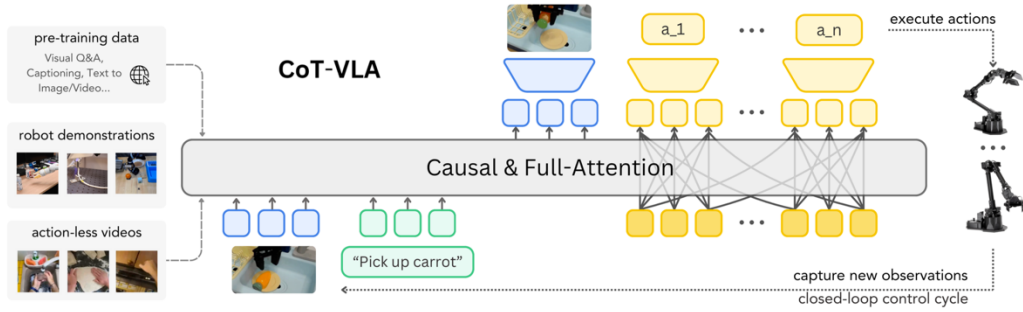 pre-training data
Visual Q&A,
Captioning, Text to
Image/Video...
robot demonstrations
action-less videos
CoT-VLA
a_1
...
a_n
execute actions
Causal & Full-Attention
...
...
...
“Pick up carrot”
capture new observations
closed-loop control cycle